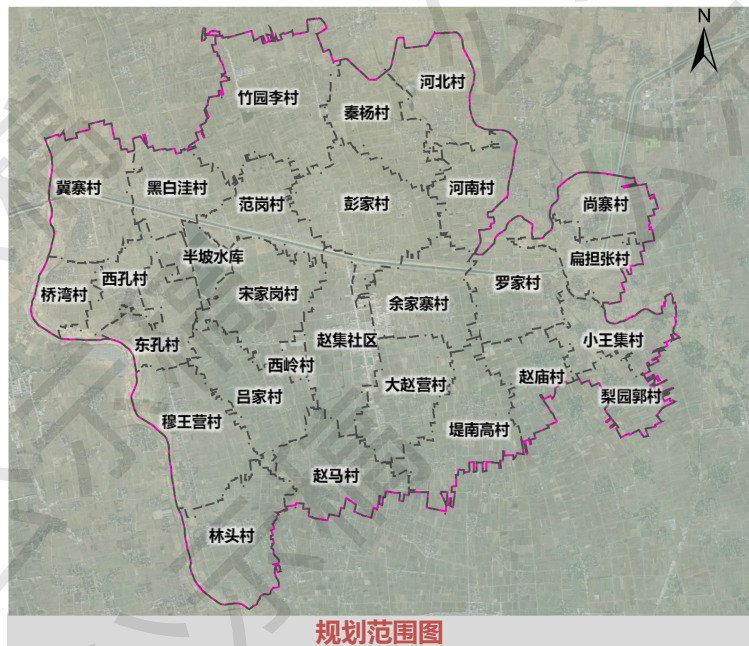 N
河北村
竹园李村
秦杨村
冀寨村
黑白洼村
范岗村
彭家村
河南村
尚寨村
半坡水库
扁担张村
西孔村
桥湾村
宋家岗村
余家寨村
罗家村
东孔村
赵集社区
小王集村
西岭村
吕家村
大赵营村
赵庙村
梨园郭村
穆王营村
堤南高村
赵马村
林头村
规划范围图